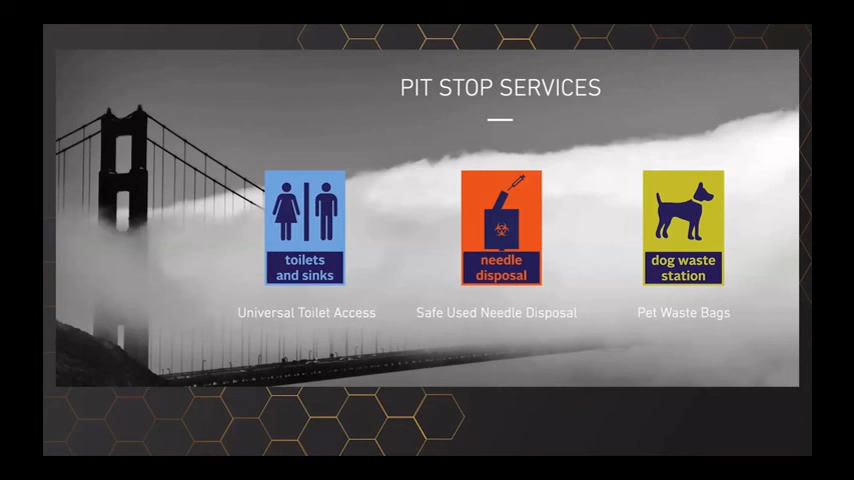 PIT STOP SERVICES
toilets
and sinks
needle
disposal
dog waste
station
Universal Toilet Access
Safe Used Needle Disposal
Pet Waste Bags